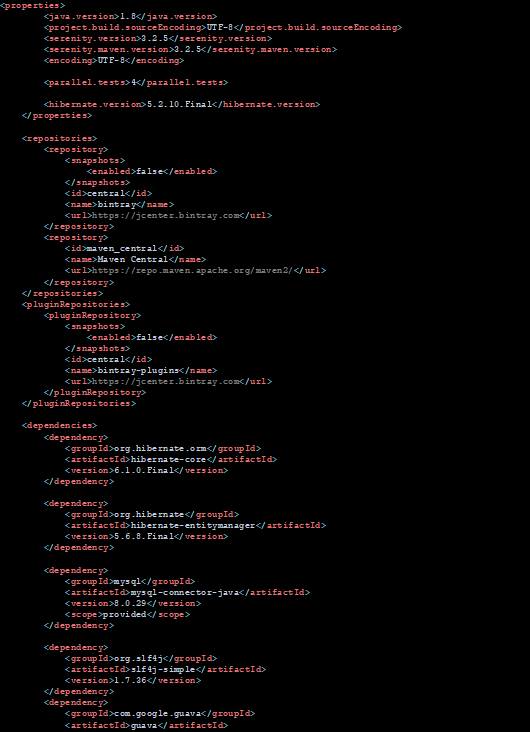 <properties>
<java.version>1.8</java.version>
<project.build.sourceEncoding>UTF-8</project.build.sourceEncoding>
<serenity.version>3.2.5</serenity.version>
<serenity.maven.version>3.2.5</serenity.maven.version>
<encoding>UTF-8</encoding>
<parallel.tests>4</parallel.tests>
<hibernate.version>5.2.10.Final</hibernate.version>
</properties>
<repositories>
<repository>
<snapshots>
<enabled>false</enabled>
</snapshots>
<id>central</id>
<name>bintray</name>
<url>https://jcenter.bintray.com</url>
</repository>
<repository>
<id>maven_central</id>
<name>Maven Central</name>
<url>https://repo.maven.apache.org/maven2/</url>
</repository>
</repositories>
<pluginRepositories>
<pluginRepository>
<snapshots>
<enabled>false</enabled>
</snapshots>
<id>central</id>
<name>bintray-plugins</name>
<url>https://jcenter.bintray.com</url>
</pluginRepository>
</pluginRepositories>
<dependencies>
<dependency>
<groupId>org.hibernate.orm</groupId>
<artifactId>hibernate-core</artifactId>
<version>6.1.0.Final</version>
</dependency>
<dependency>
<groupId>org.hibernate</groupId>
<artifactId>hibernate-entitymanager</artifactId>
<version>5.6.8.Final</version>
</dependency>
<dependency>
<groupId>mysql</groupId>
<artifactId>mysql-connector-java</artifactId>
<version>8.0.29</version>
<scope>provided</scope>
</dependency>
<dependency>
<groupId>org.slf4j</groupId>
<artifactId>slf4j-simple</artifactId>
<version>1.7.36</version>
</dependency>
<dependency>
<groupId>com.google.guava</groupId>
<artifactId>guava</artifactId>